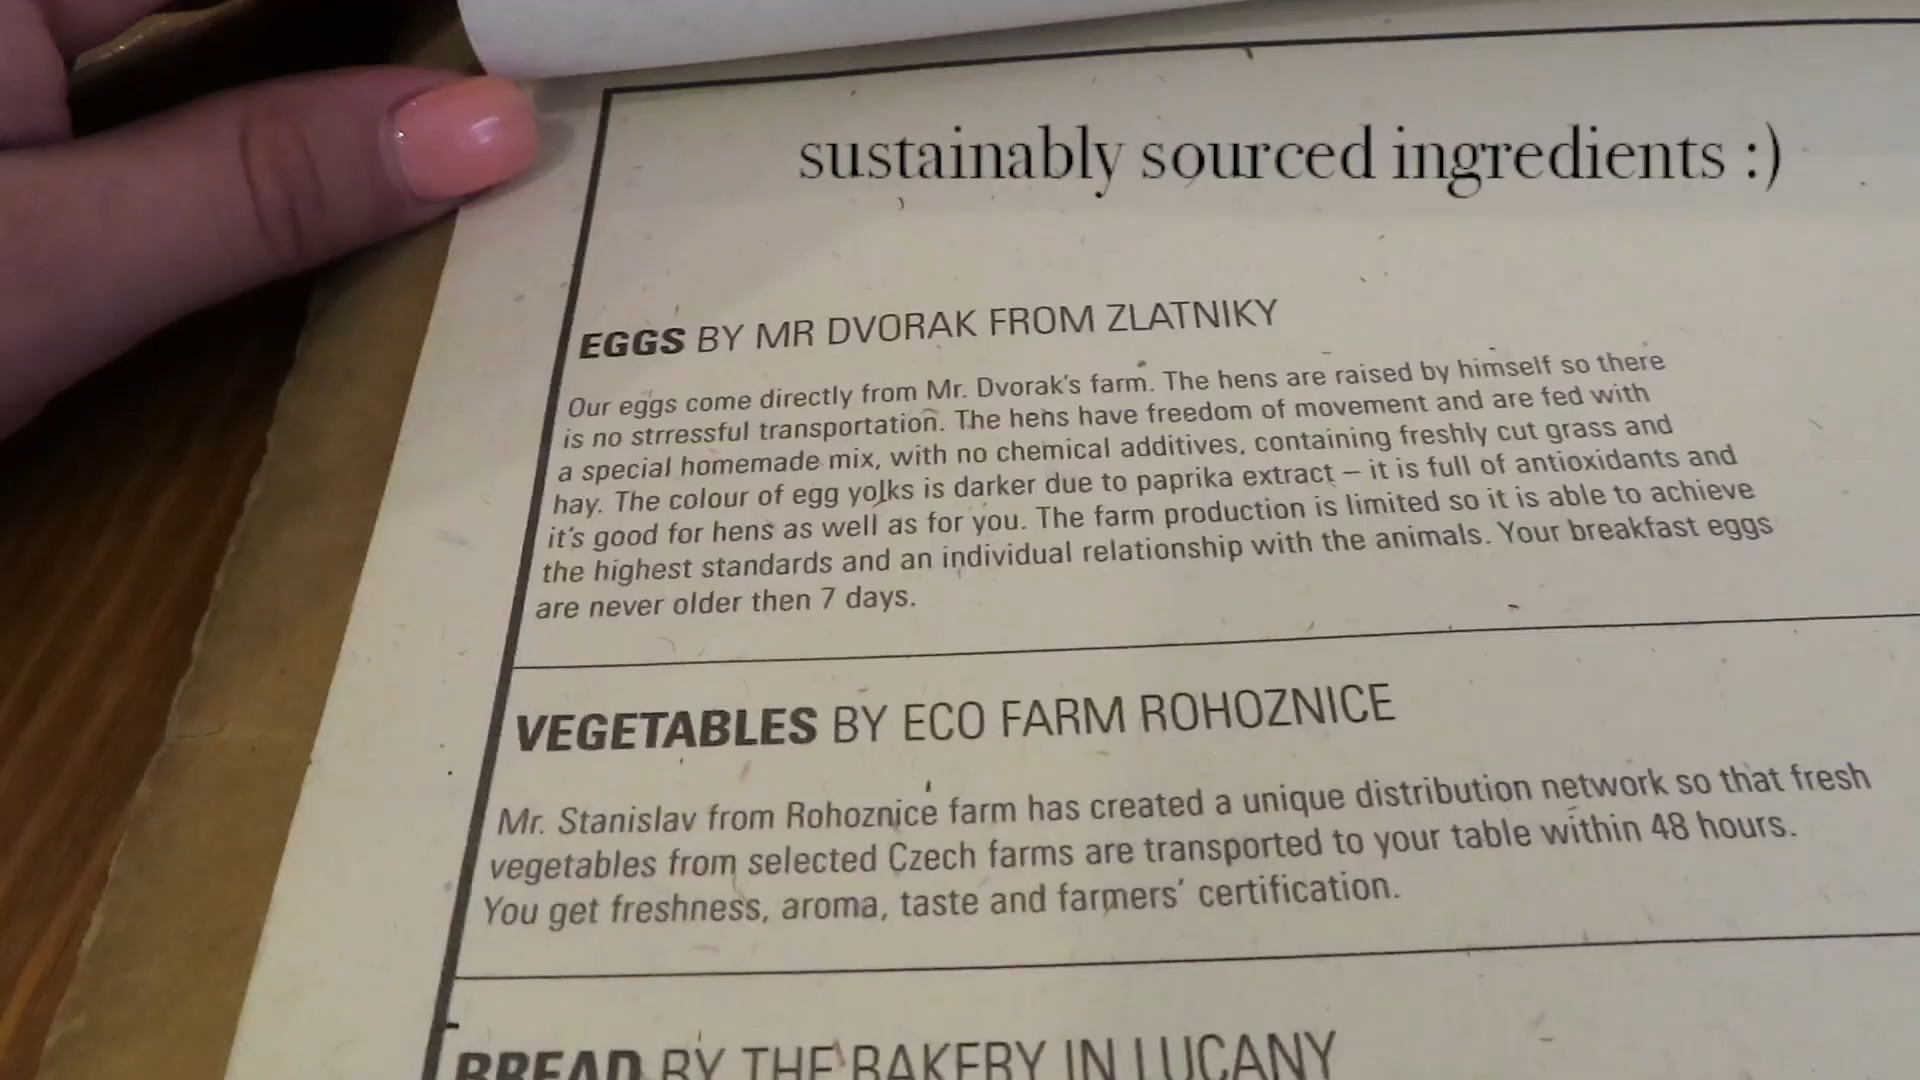 sustainably sourced ingredients :)
EGGS BY MR DVORAK FROM ZLATNIKY
Our eggs come directly from Mr. Dvorak's farm. The hens are raised by himself so there
is no strressful transportation. The hens have freedom of movement and are fed with
a special homemade mix, with no chemical additives, containing freshly cut grass and
hay. The colour of egg yolks is darker due to paprika extract – it is full of antioxidants and
it's good for hens as well as for you. The farm production is limited so it is able to achieve
the highest standards and an individual relationship with the animals. Your breakfast eggs
are never older then 7 days.
VEGETABLES BY ECO FARM ROHOZNICE
Mr. Stanislav from Rohoznice farm has created a unique distribution network so that fresh
vegetables from selected Czech farms are transported to your table within 48 hours.
You get freshness, aroma, taste and farmers' certification.
BREAD BY THE BAKERY IN LUCANY